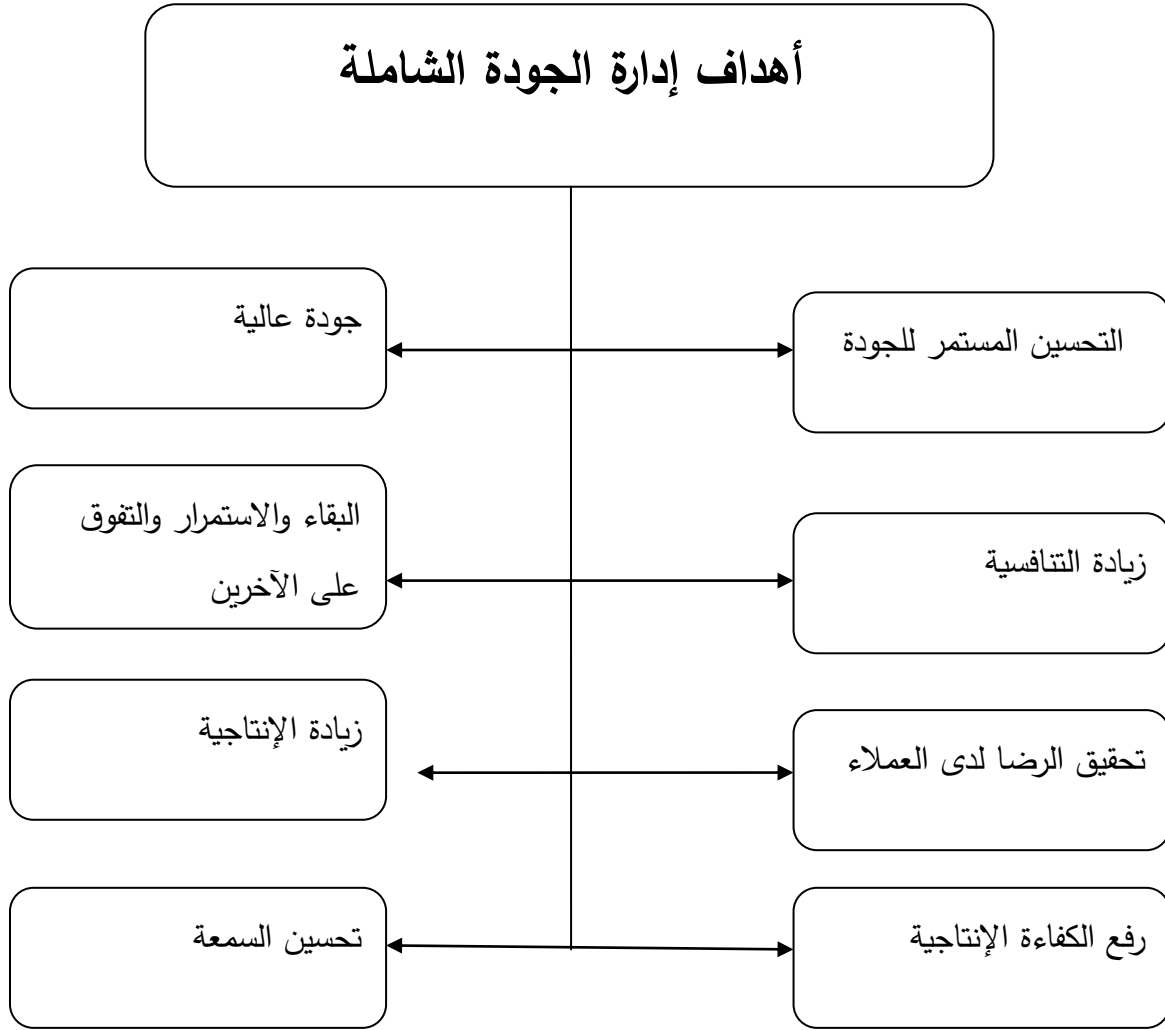 أهداف إدارة الجودة الشاملة
التحسين المستمر للجودة
جودة عالية
زيادة التنافسية
البقاء والاستمرار والتفوق
على الآخرين
تحقيق الرضا لدى العملاء
زيادة الإنتاجية
رفع الكفاءة الإنتاجية
تحسين السمعة